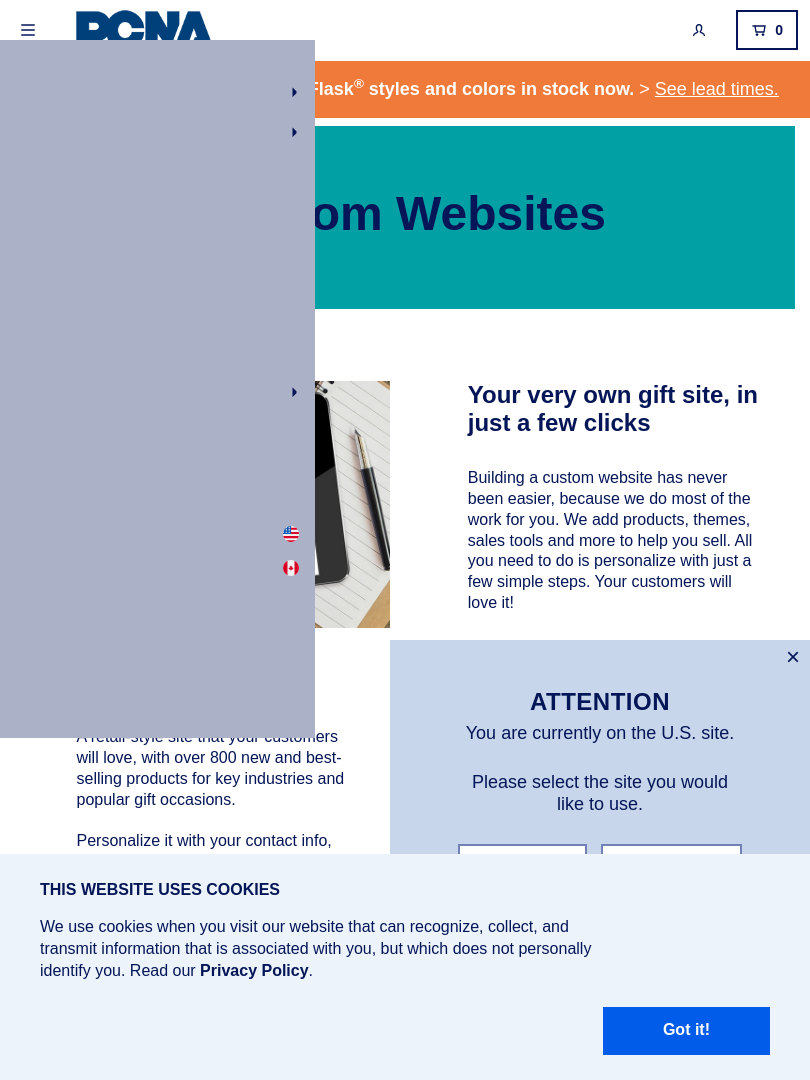 PCNA
0
Flask® styles and colors in stock now. > See lead times.
om Websites
Your very own gift site, in
just a few clicks
Building a custom website has never
been easier, because we do most of the
work for you. We add products, themes,
sales tools and more to help you sell. All
you need to do is personalize with just a
few simple steps. Your customers will
love it!
A retail style site that your customers
will love, with over 800 new and best-
selling products for key industries and
popular gift occasions.
Personalize it with your contact info,
×
ATTENTION
You are currently on the U.S. site.
Please select the site you would
like to use.
THIS WEBSITE USES COOKIES
We use cookies when you visit our website that can recognize, collect, and
transmit information that is associated with you, but which does not personally
identify you. Read our Privacy Policy.
Got it!